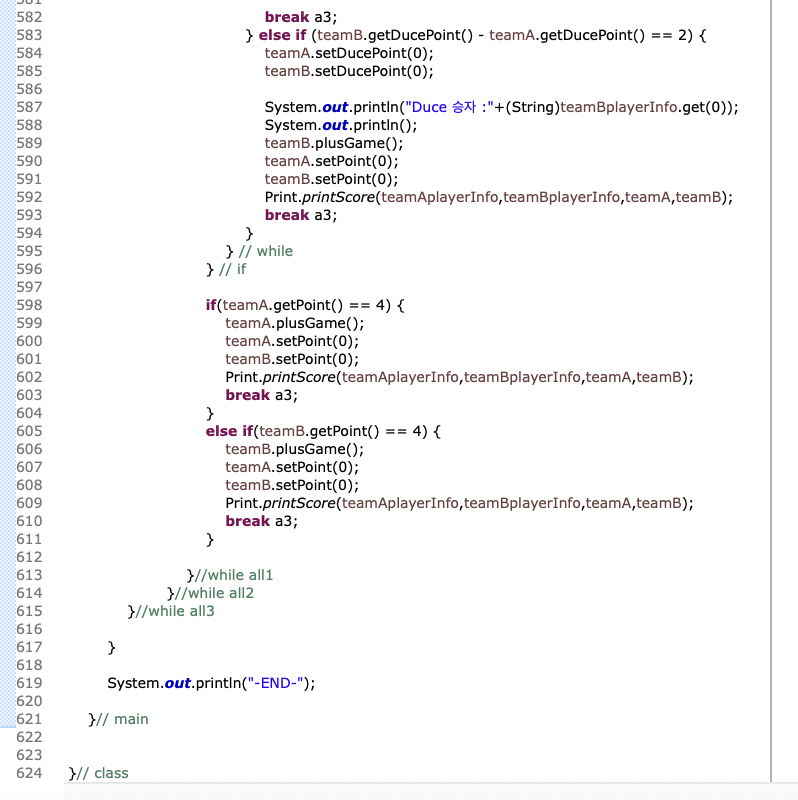 582 break a3;
583 } else if (teamB.getDucePoint() - teamA.getDucePoint() == 2) {
584 teamA.setDucePoint(0);
585 teamB.setDucePoint(0);
586
587 System.out.println("Duce 승자 :"+(String)teamBplayerInfo.get(0));
588 System.out.println();
589 teamB.plusGame();
590 teamA.setPoint(0);
591 teamB.setPoint(0);
592 Print.printScore(teamAplayerInfo,teamBplayerInfo,teamA,teamB);
593 break a3;
594 }
595 } // while
596 } // if
597
598 if(teamA.getPoint() == 4) {
599 teamA.plusGame();
600 teamA.setPoint(0);
601 teamB.setPoint(0);
602 Print.printScore(teamAplayerInfo,teamBplayerInfo,teamA,teamB);
603 break a3;
604 }
605 else if(teamB.getPoint() == 4) {
606 teamB.plusGame();
607 teamA.setPoint(0);
608 teamB.setPoint(0);
609 Print.printScore(teamAplayerInfo,teamBplayerInfo,teamA,teamB);
610 break a3;
611 }
612
613 }//while all1
614 }//while all2
615 }//while all3
616
617 }
618
619 System.out.println("-END-");
620
621 }// main
622
623
624 }// class